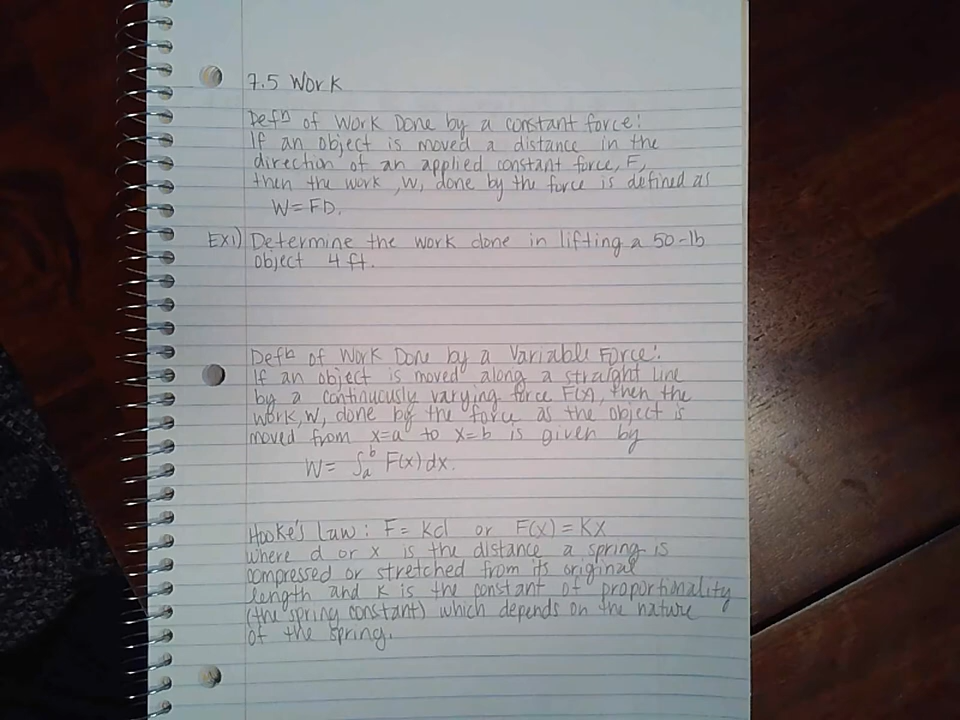 7.5 Work
Defⁿ of Work Done by a constant force:
If an object is moved a distance in the
direction of an applied constant force, F,
then the work, W, done by the force is defined as
W=FD.
EX1) Determine the work done in lifting a 50-lb
object 4 ft.
Defⁿ of Work Done by a Variable Force:
If an object is moved along a straight line
by a continuously varying force F(x), then the
work, W, done by the force as the object is
moved from x=a to x=b is given by
W= ∫ₐᵇ F(x) dx.
Hooke's Law: F= Kd or F(x) = Kx
where d or x is the distance a spring is
compressed or stretched from its original
length and K is the constant of proportionality
(the spring constant) which depends on the nature
of the spring.